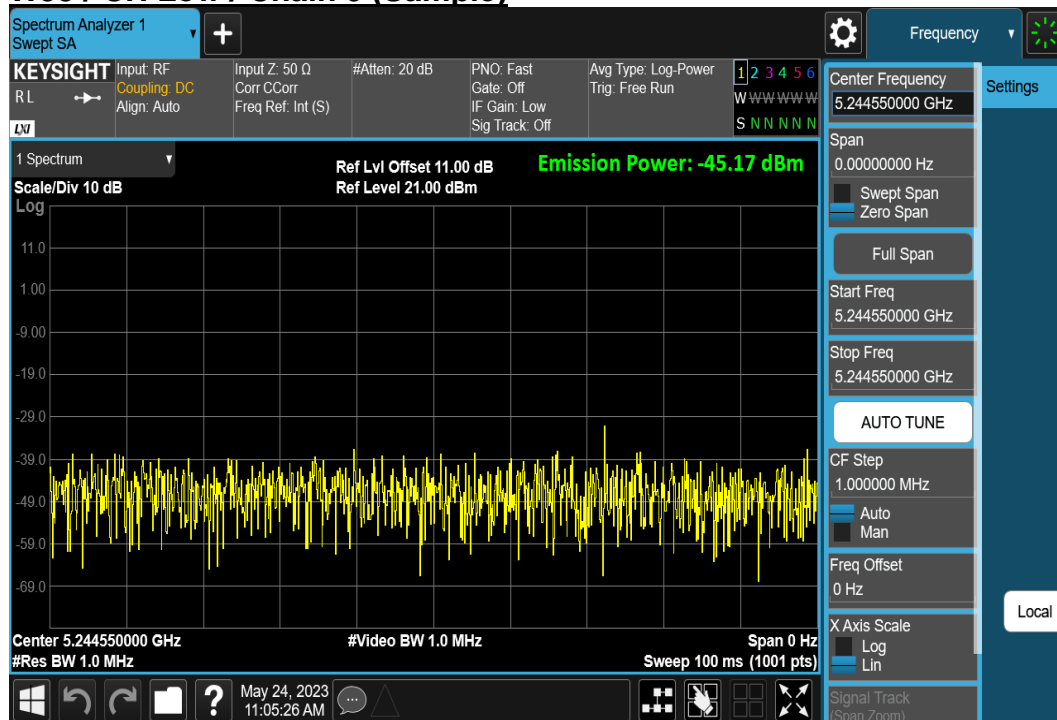 Spectrum Analyzer 1
Swept SA
+
Frequency
KEYSIGHT
R L
LXI
Input: RF
Coupling: DC
Align: Auto
Input Z: 50 Ω
Corr CCorr
Freq Ref: Int (S)
#Atten: 20 dB
PNO: Fast
Gate: Off
IF Gain: Low
Sig Track: Off
Avg Type: Log-Power
Trig: Free Run
1 2 3 4 5 6
W W W W W W
S N N N N N
Center Frequency
5.244550000 GHz
Settings
Span
0.00000000 Hz
Swept Span
Zero Span
Full Span
Start Freq
5.244550000 GHz
Stop Freq
5.244550000 GHz
AUTO TUNE
CF Step
1.000000 MHz
Auto
Man
Freq Offset
0 Hz
X Axis Scale
Log
Lin
Signal Track
(Span Zoom)
Local
1 Spectrum
Scale/Div 10 dB
Log
Ref Lvl Offset 11.00 dB
Ref Level 21.00 dBm
Emission Power: -45.17 dBm
11.0
1.00
-9.00
-19.0
-29.0
-39.0
-49.0
-59.0
-69.0
Center 5.244550000 GHz
#Res BW 1.0 MHz
#Video BW 1.0 MHz
Span 0 Hz
Sweep 100 ms (1001 pts)
?
May 24, 2023
11:05:26 AM